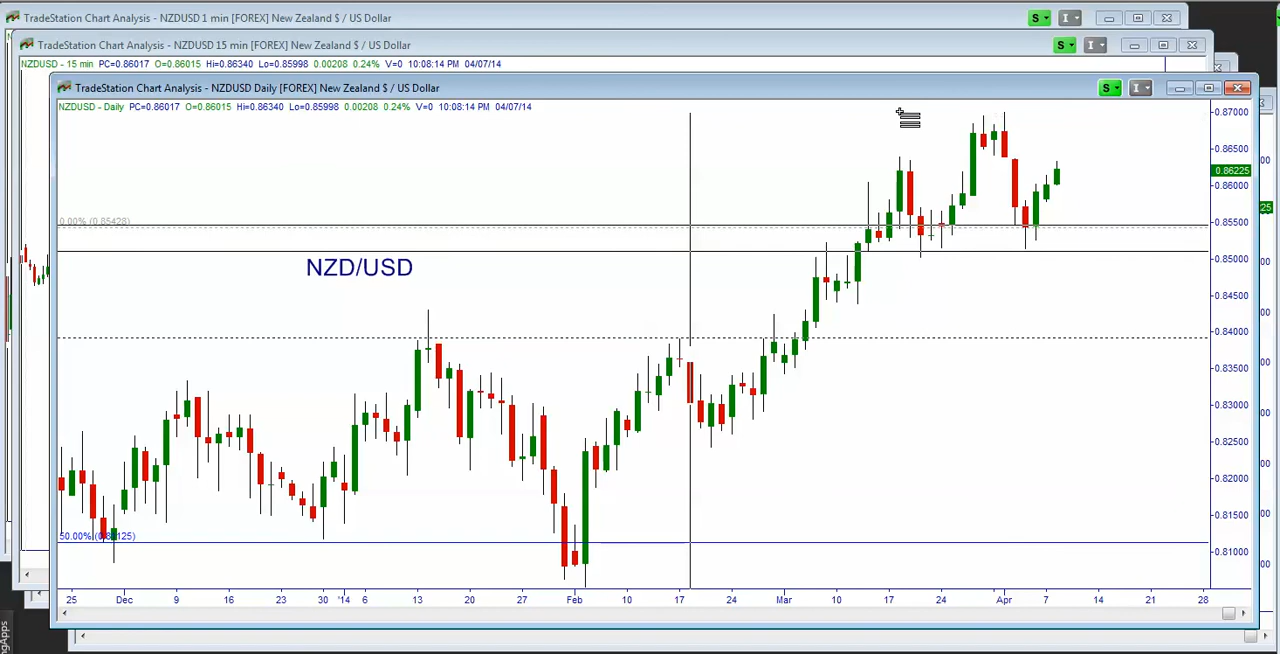 TradeStation Chart Analysis - NZDUSD 1 min [FOREX] New Zealand $ / US Dollar
S
I
TradeStation Chart Analysis - NZDUSD 15 min [FOREX] New Zealand $ / US Dollar
S
I
NZDUSD - 15 min PC=0.86017 O=0.86015 Hi=0.86340 Lo=0.85998 0.00208 0.24% V=0 10:08:14 PM 04/07/14
TradeStation Chart Analysis - NZDUSD Daily [FOREX] New Zealand $ / US Dollar
S
I
NZDUSD - Daily PC=0.86017 O=0.86015 Hi=0.86340 Lo=0.85998 0.00208 0.24% V=0 10:08:14 PM 04/07/14
0.87000
0.86500
0.86225
0.86000
0.85500
0.85000
0.84500
0.84000
0.83500
0.83000
0.82500
0.82000
0.81500
0.81000
0.00% (0.85428)
NZD/USD
25 Dec 9 16 23 30 '14 6 13 20 27 Feb 10 17 24 Mar 10 17 24 Apr 7 14 21 28